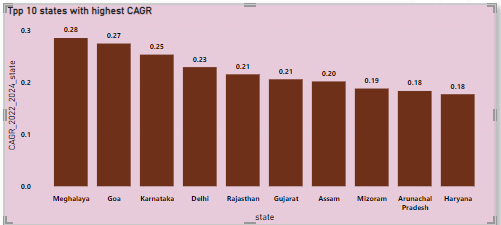 Tpp 10 states with highest CAGR
CAGR_2022_2024_state
0.3
0.2
0.1
0.0
0.28
0.27
0.25
0.23
0.21
0.21
0.20
0.19
0.18
0.18
Meghalaya
Goa
Karnataka
Delhi
Rajasthan
Gujarat
Assam
Mizoram
Arunachal
Pradesh
Haryana
state